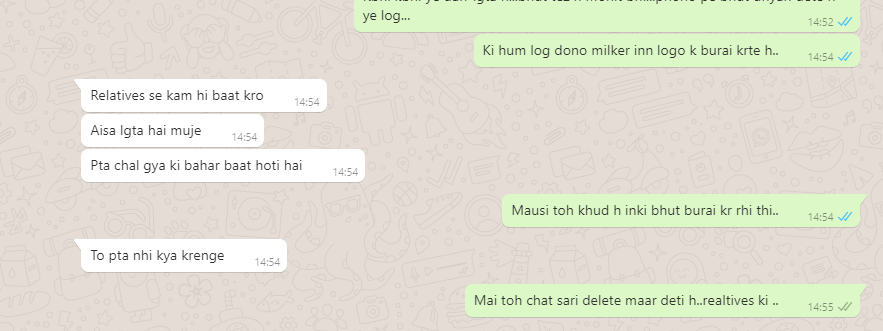 ye log...
14:52
Ki hum log dono milker inn logo k burai krte h..
14:54
Relatives se kam hi baat kro
14:54
Aisa lgta hai muje
14:54
Pta chal gya ki bahar baat hoti hai
14:54
Mausi toh khud h inki bhut burai kr rhi thi..
14:54
To pta nhi kya krenge
14:54
Mai toh chat sari delete maar deti h..realtives ki ..
14:55